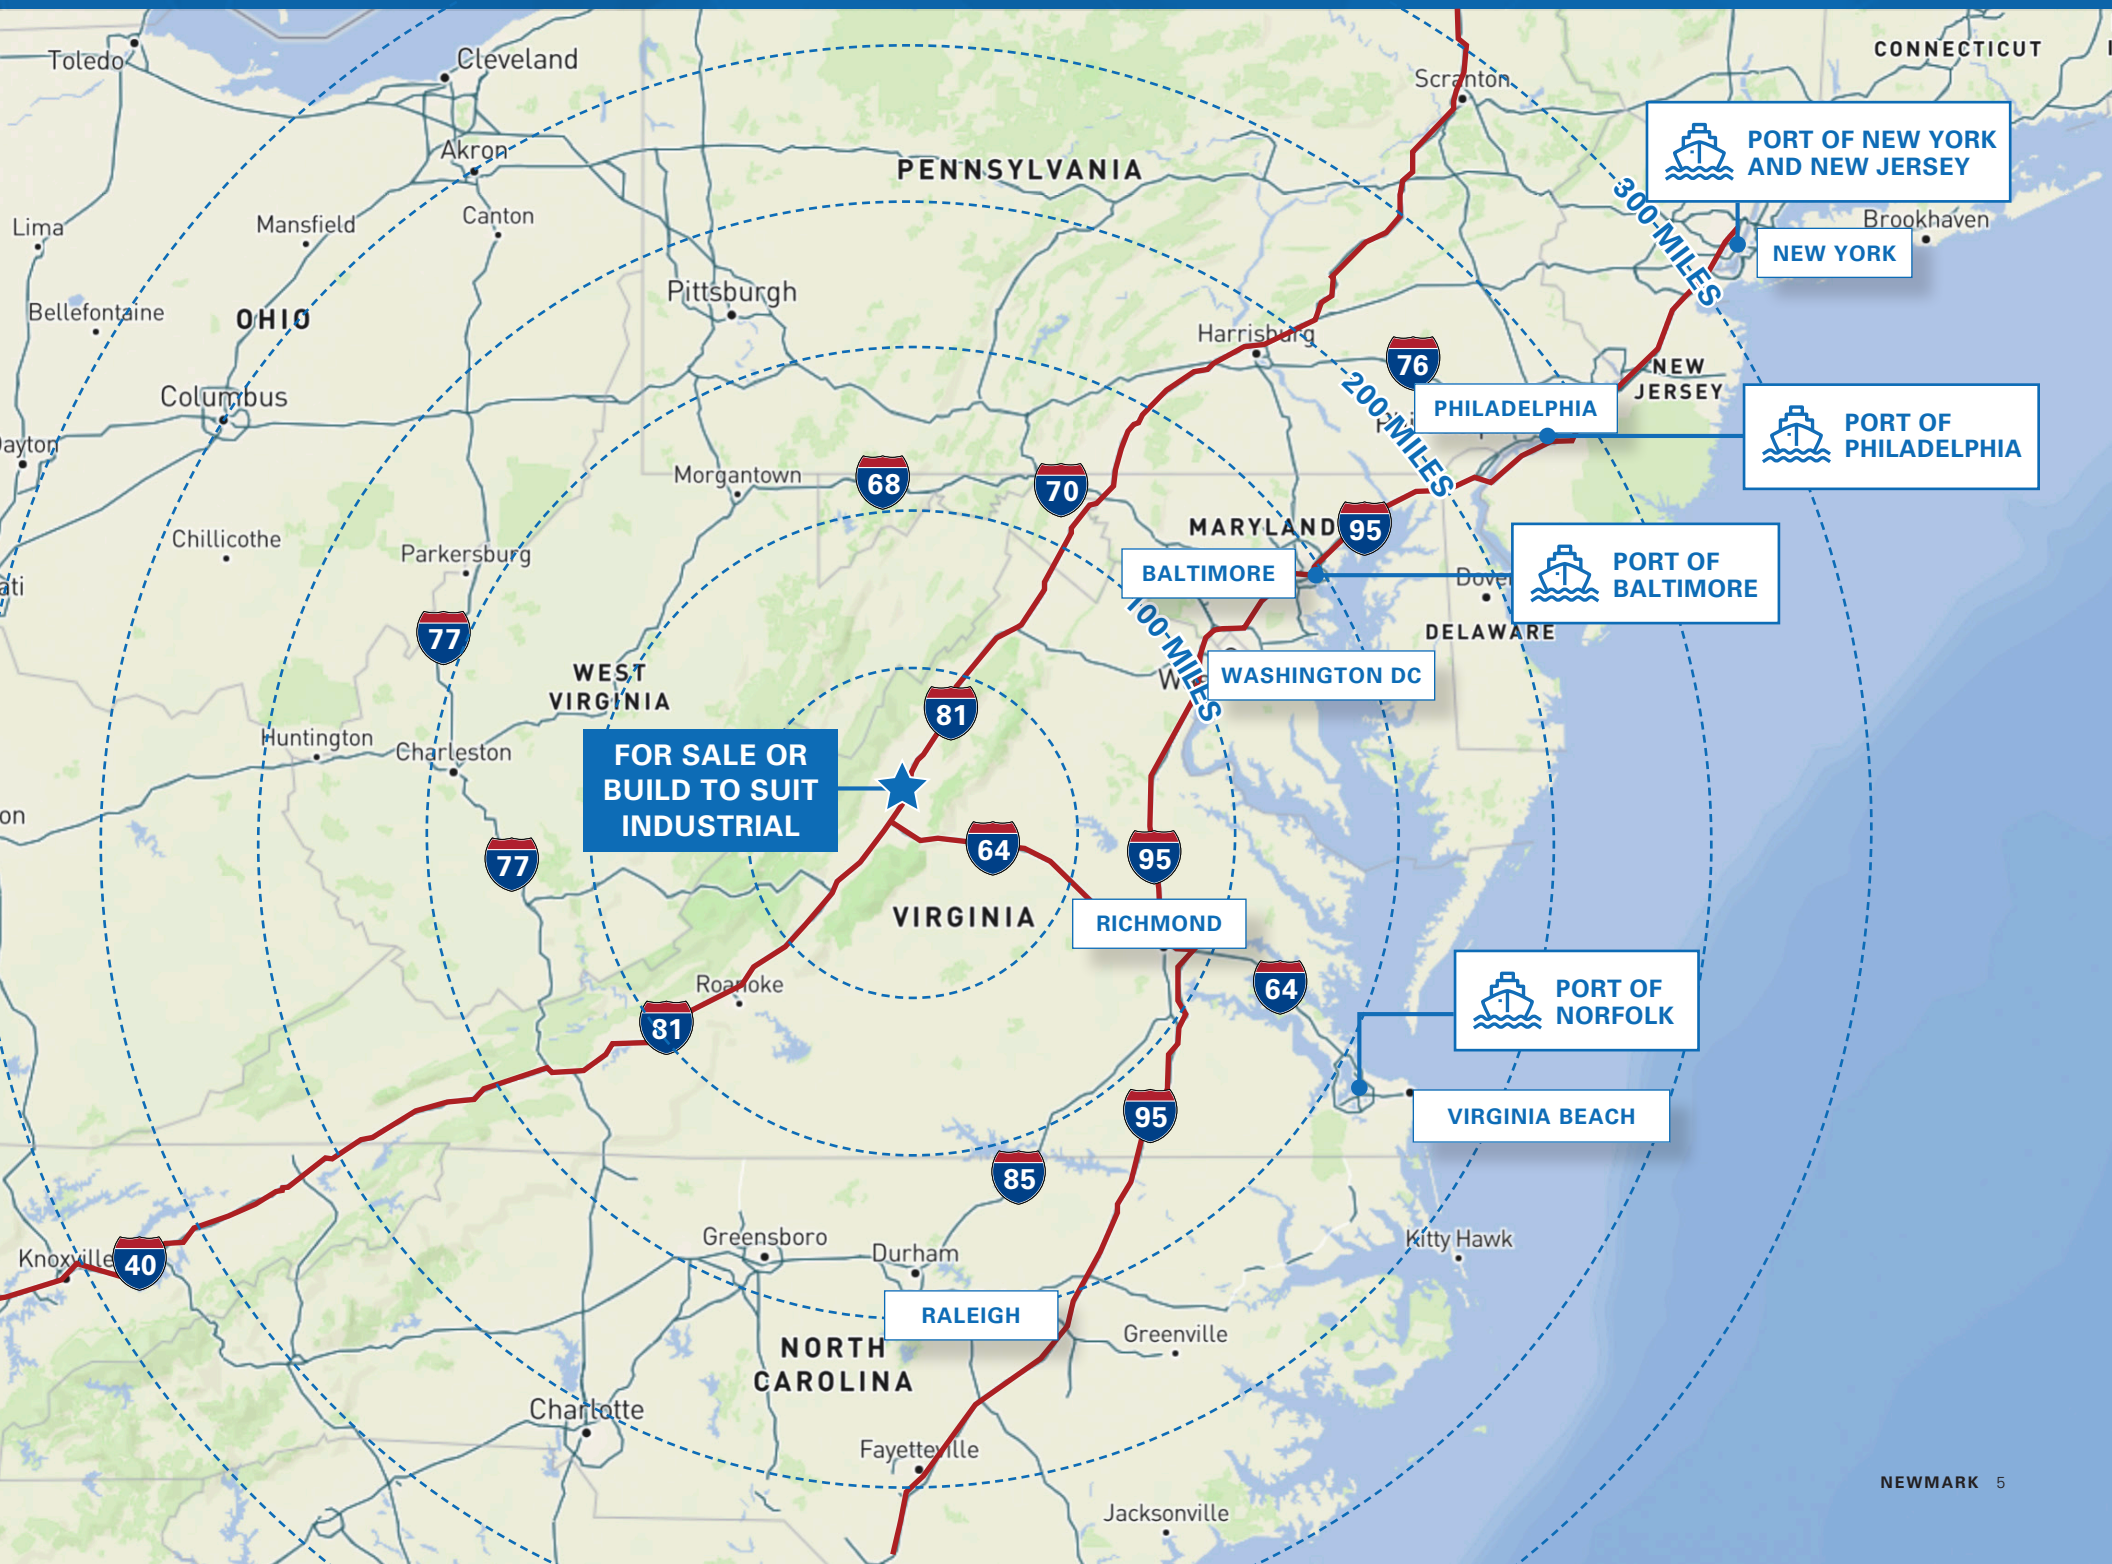 Toledo
Cleveland
CONNECTICUT
Scranton
Akron
PENNSYLVANIA
PORT OF NEW YORK
AND NEW JERSEY
Lima
Mansfield
Canton
300-MILES
Brookhaven
NEW YORK
Bellefontaine
OHIO
Pittsburgh
Harrisburg
76
NEW
JERSEY
Columbus
200-MILES
PHILADELPHIA
PORT OF
PHILADELPHIA
Dayton
Morgantown
68
70
MARYLAND
95
Chillicothe
Parkersburg
BALTIMORE
PORT OF
BALTIMORE
ati
Dover
100-MILES
DELAWARE
77
WEST
VIRGINIA
WASHINGTON DC
81
Huntington
Charleston
FOR SALE OR
BUILD TO SUIT
INDUSTRIAL
on
77
64
95
VIRGINIA
RICHMOND
Roanoke
64
PORT OF
NORFOLK
81
95
VIRGINIA BEACH
85
Knoxville
40
Greensboro
Durham
Kitty Hawk
RALEIGH
NORTH
CAROLINA
Greenville
Charlotte
Fayetteville
Jacksonville
NEWMARK 5